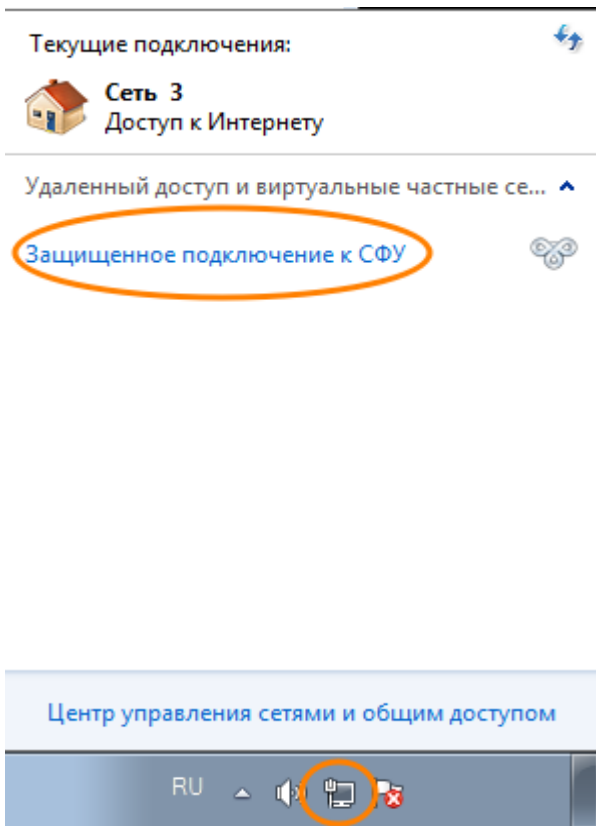 Текущие подключения:
Сеть 3
Доступ к Интернету
Удаленный доступ и виртуальные частные се...
Защищенное подключение к СФУ
Центр управления сетями и общим доступом
RU